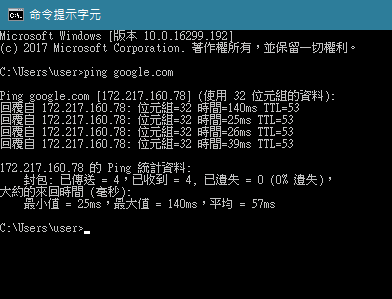 命令提示字元
Microsoft Windows [版本 10.0.16299.192]
(c) 2017 Microsoft Corporation. 著作權所有，並保留一切權利。
C:\Users\user>ping google.com
Ping google.com [172.217.160.78] (使用 32 位元組的資料):
回覆自 172.217.160.78: 位元組=32 時間=140ms TTL=53
回覆自 172.217.160.78: 位元組=32 時間=25ms TTL=53
回覆自 172.217.160.78: 位元組=32 時間=26ms TTL=53
回覆自 172.217.160.78: 位元組=32 時間=39ms TTL=53
172.217.160.78 的 Ping 統計資料:
封包: 已傳送 = 4，已收到 = 4, 已遺失 = 0 (0% 遺失)，
大約的來回時間 (毫秒):
最小值 = 25ms，最大值 = 140ms，平均 = 57ms
C:\Users\user>